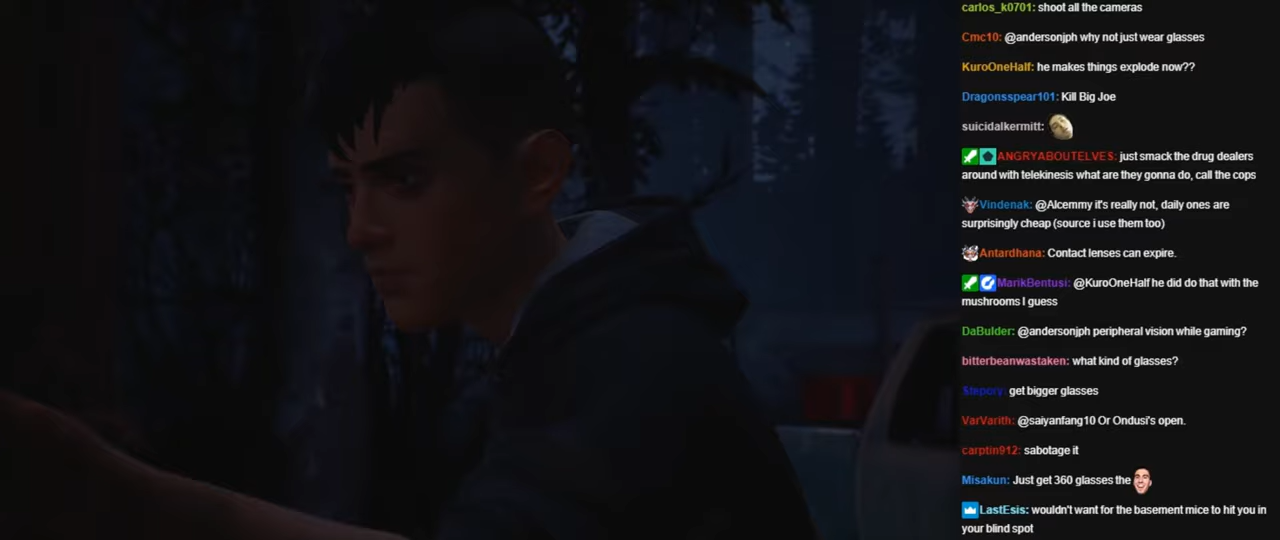 carlos_k0701: shoot all the cameras
Cmc10: @andersonjph why not just wear glasses
KuroOneHalf: he makes things explode now??
Dragonsspear101: Kill Big Joe
suicidalkermitt:
ANGRYABOUTELVES: just smack the drug dealers
around with telekinesis what are they gonna do, call the cops
Vindenak: @Alcemmy it's really not, daily ones are
surprisingly cheap (source i use them too)
Antardhana: Contact lenses can expire.
MarikBentusi: @KuroOneHalf he did do that with the
mushrooms I guess
DaBulder: @andersonjph peripheral vision while gaming?
bitterbeanwastaken: what kind of glasses?
Stepory: get bigger glasses
VarVarith: @saiyanfang10 Or Ondusi's open.
carptin912: sabotage it
Misakun: Just get 360 glasses the
LastEsis: wouldn't want for the basement mice to hit you in
your blind spot